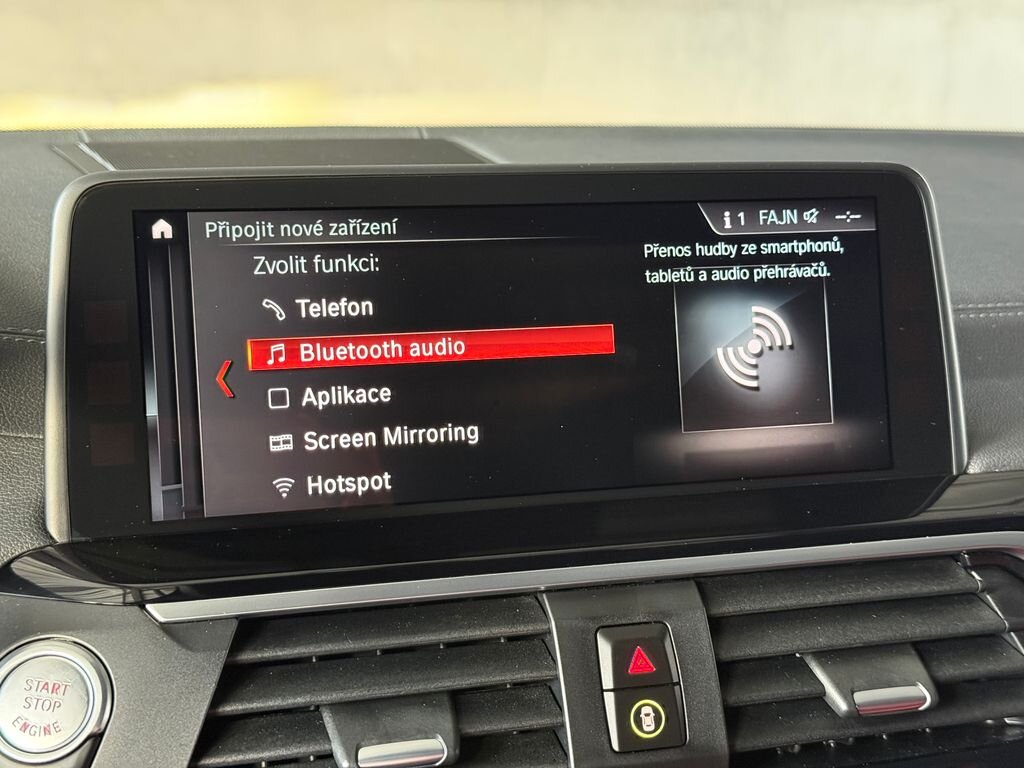 Připojit nové zařízení
1 FAJN --:--
Zvolit funkci:
Telefon
Bluetooth audio
Aplikace
Screen Mirroring
Hotspot
Přenos hudby ze smartphonů,
tabletů a audio přehrávačů.
START
STOP
ENGINE